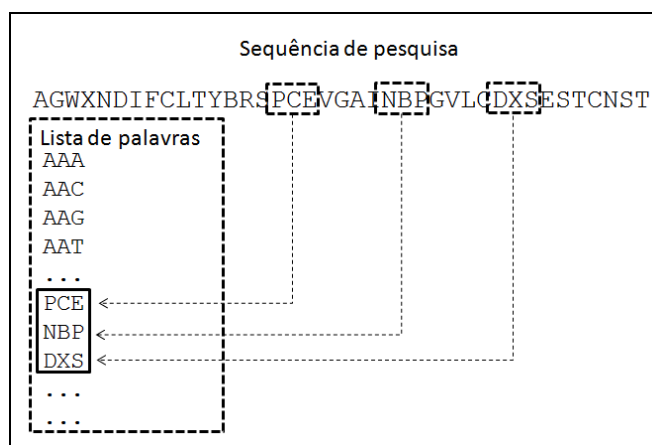 Sequência de pesquisa
AGWXNDIFCLTYBRSPCEVGAINBPGVLCDXSESTCNST
Lista de palavras
AAA
AAC
AAG
AAT
...
PCE
NBP
DXS
...
...